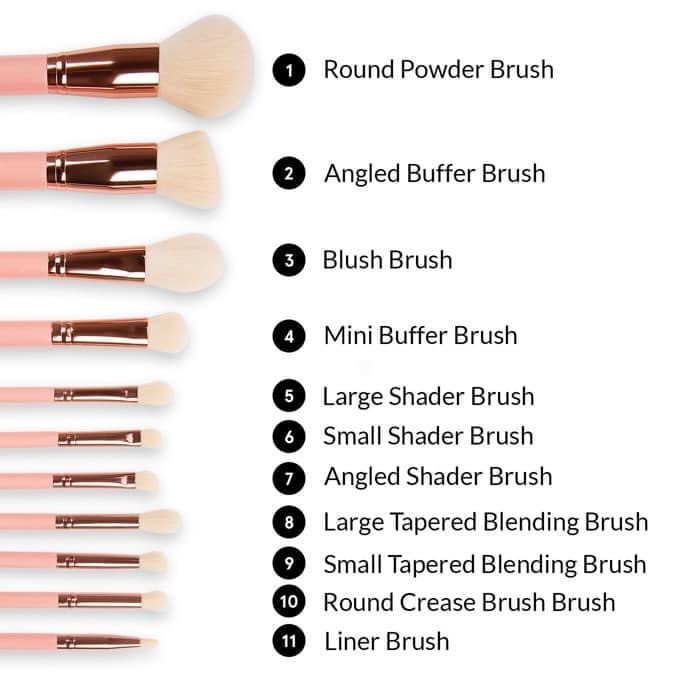 1 Round Powder Brush
2 Angled Buffer Brush
3 Blush Brush
4 Mini Buffer Brush
5 Large Shader Brush
6 Small Shader Brush
7 Angled Shader Brush
8 Large Tapered Blending Brush
9 Small Tapered Blending Brush
10 Round Crease Brush Brush
11 Liner Brush